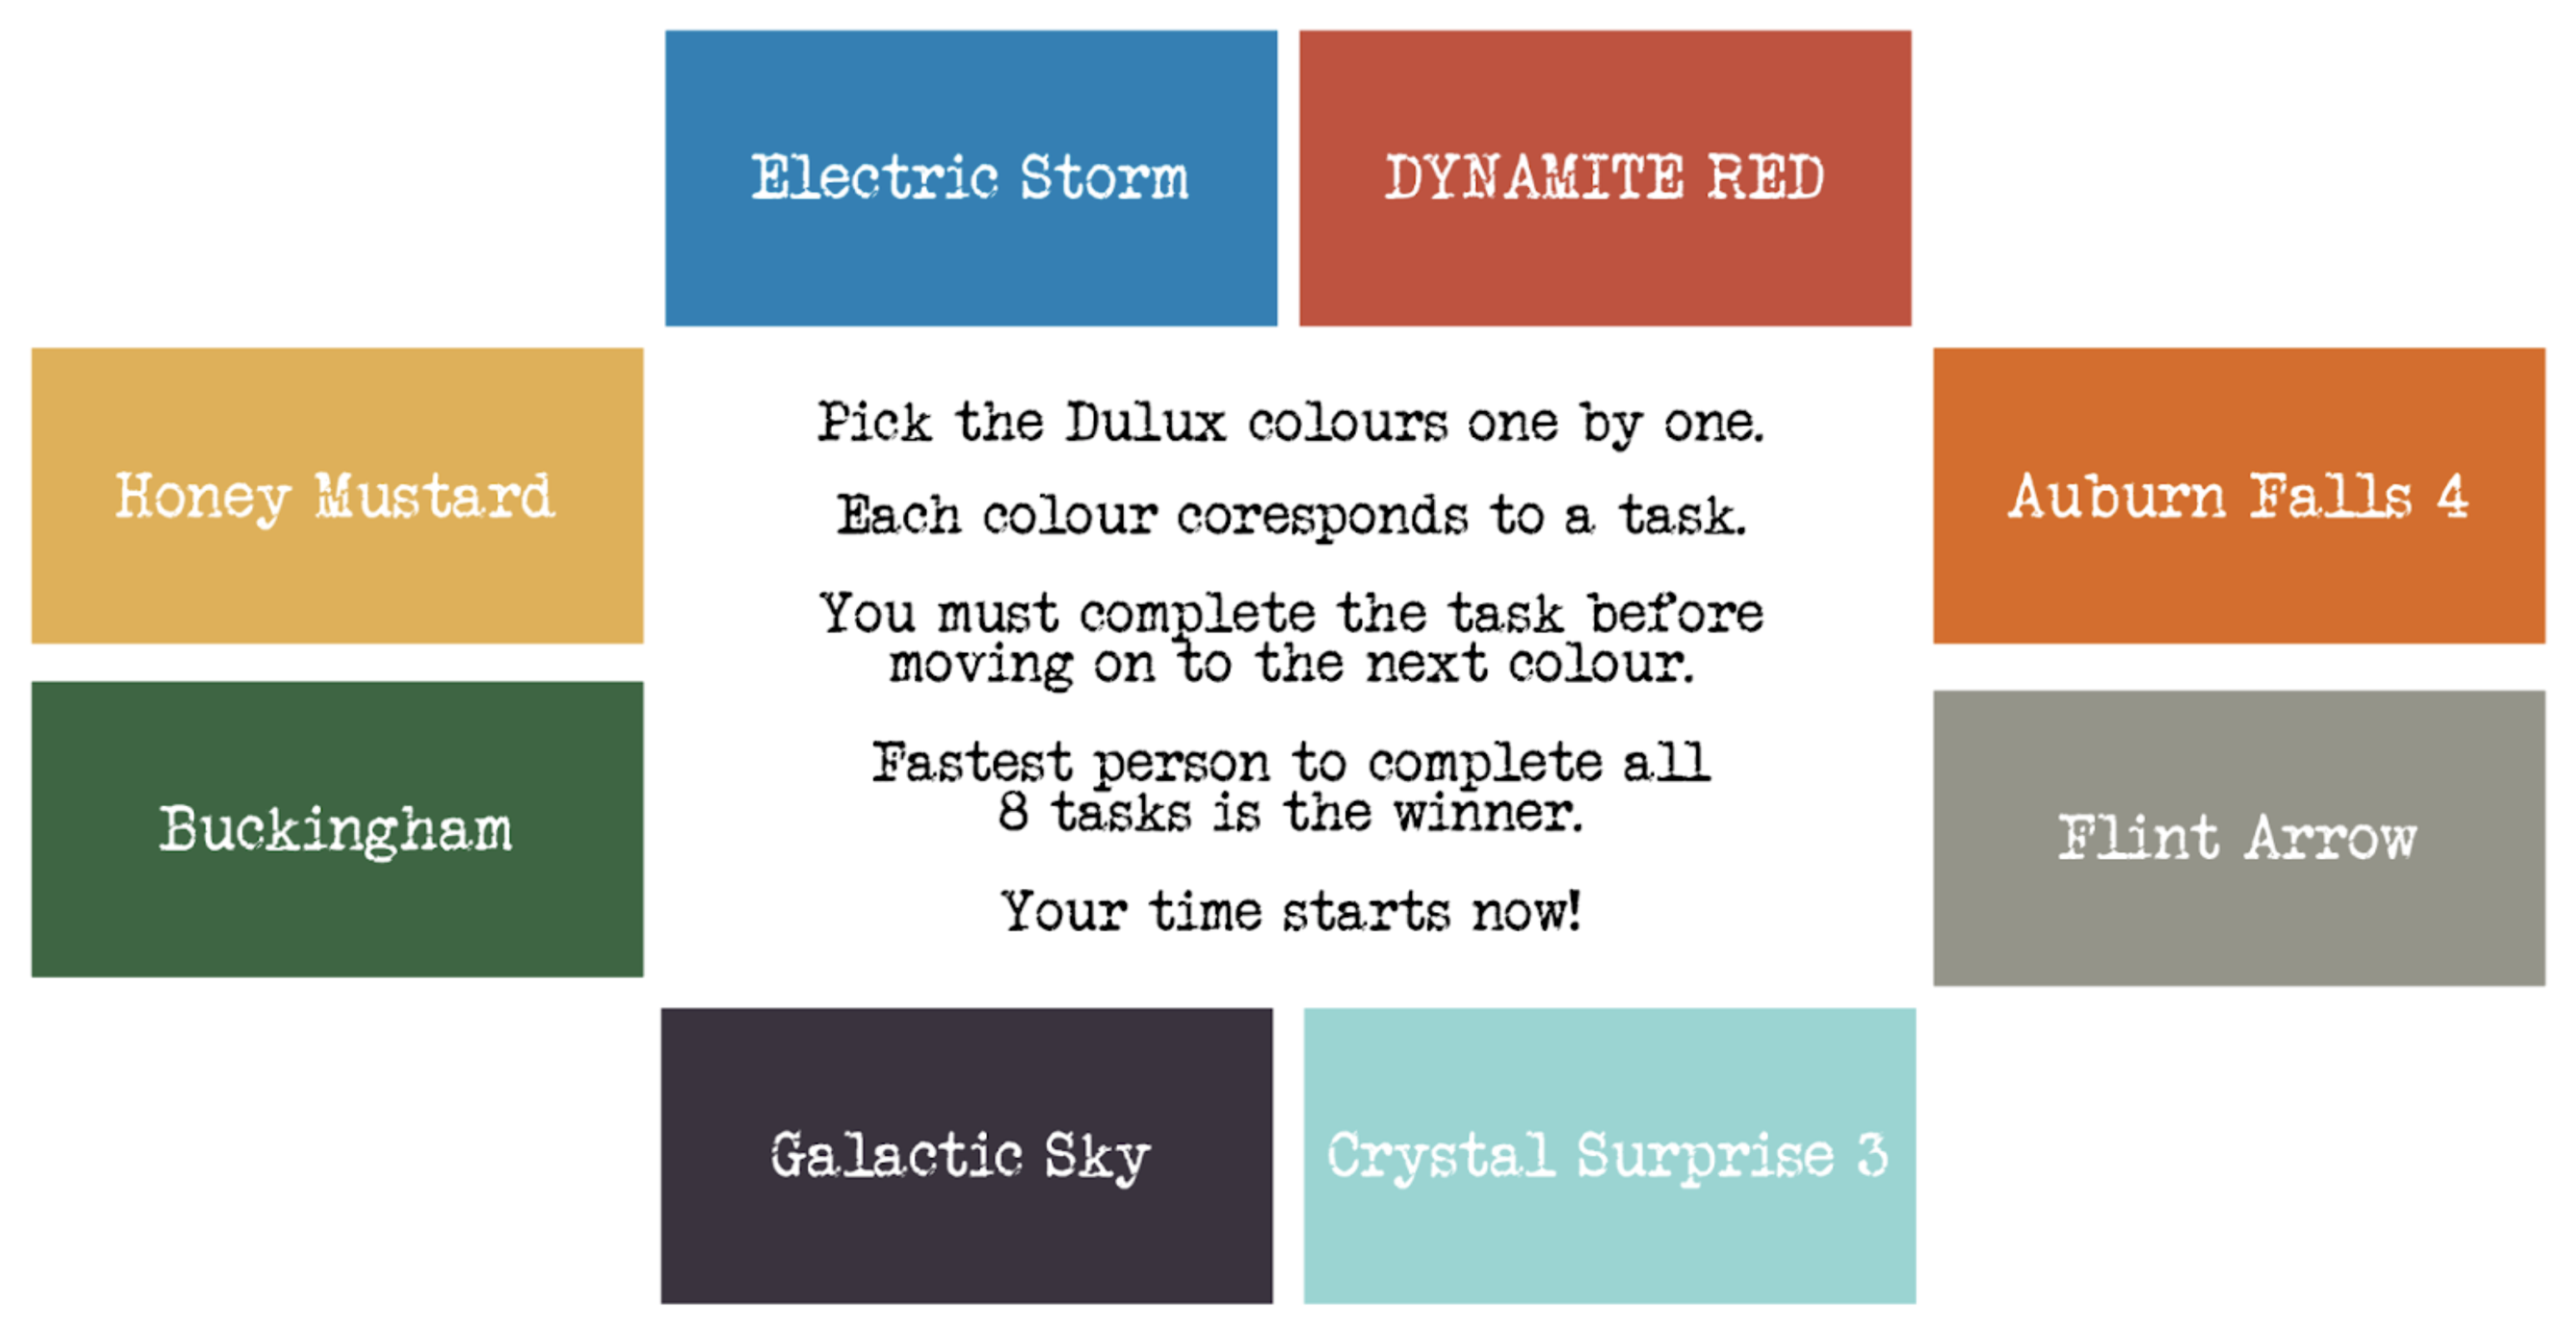 Electric Storm
DYNAMITE RED
Honey Mustard
Auburn Falls 4
Pick the Dulux colours one by one.
Each colour coresponds to a task.
You must complete the task before
moving on to the next colour.
Fastest person to complete all
8 tasks is the winner.
Your time starts now!
Buckingham
Flint Arrow
Galactic Sky
Crystal Surprise 3